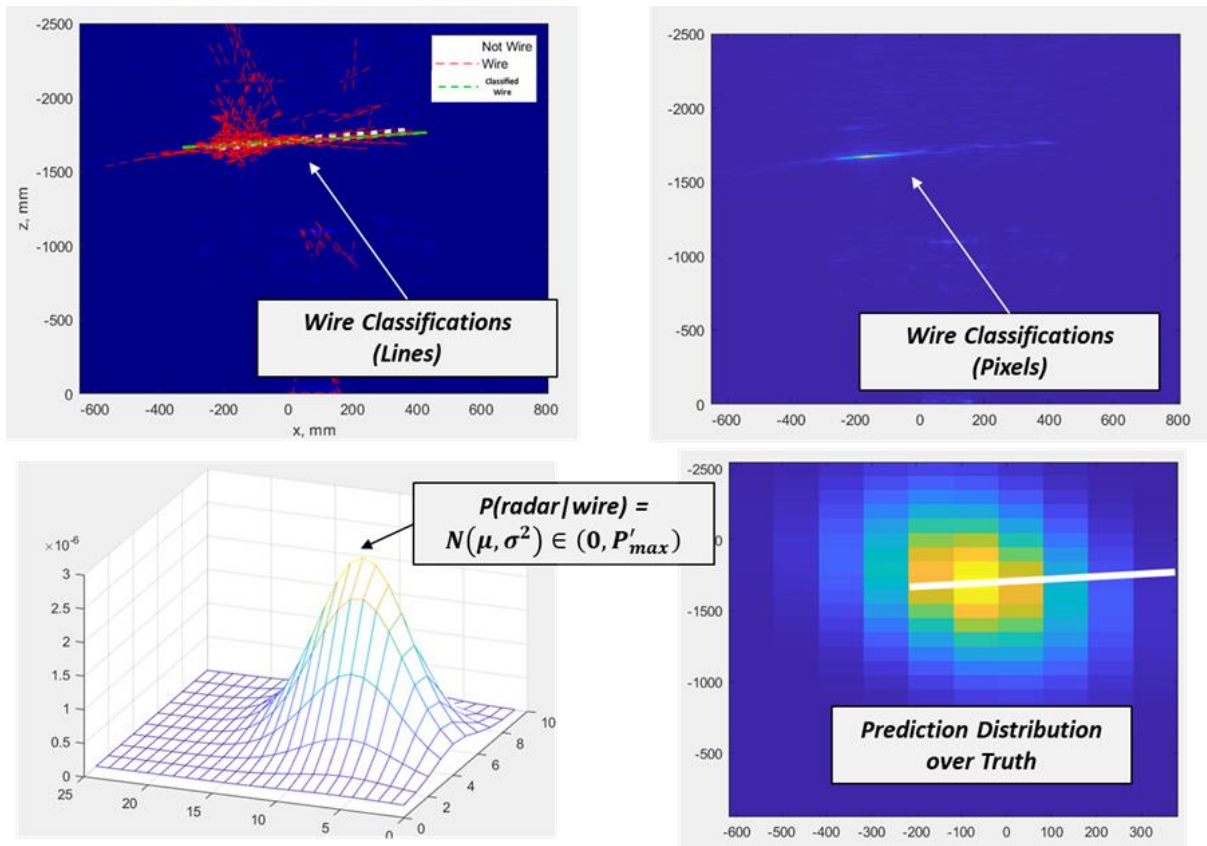 -2500
-2000
-1500
-1000
-500
0
z, mm
-600 -400 -200 0 200 400 600 800
x, mm
Not Wire
Wire
Classified
Wire
Wire Classifications
(Lines)
-2500
-2000
-1500
-1000
-500
0
-600 -400 -200 0 200 400 600 800
Wire Classifications
(Pixels)
×10⁻⁶
3
2.5
2
1.5
1
0.5
0
25 20 15 10 5 0
0 2 4 6 8 10
P(radar|wire) =
N(μ, σ²) ∈ (0, P′max)
-2500
-1500
-1000
-500
-600 -500 -400 -300 -200 -100 0 100 200 300
Prediction Distribution
over Truth